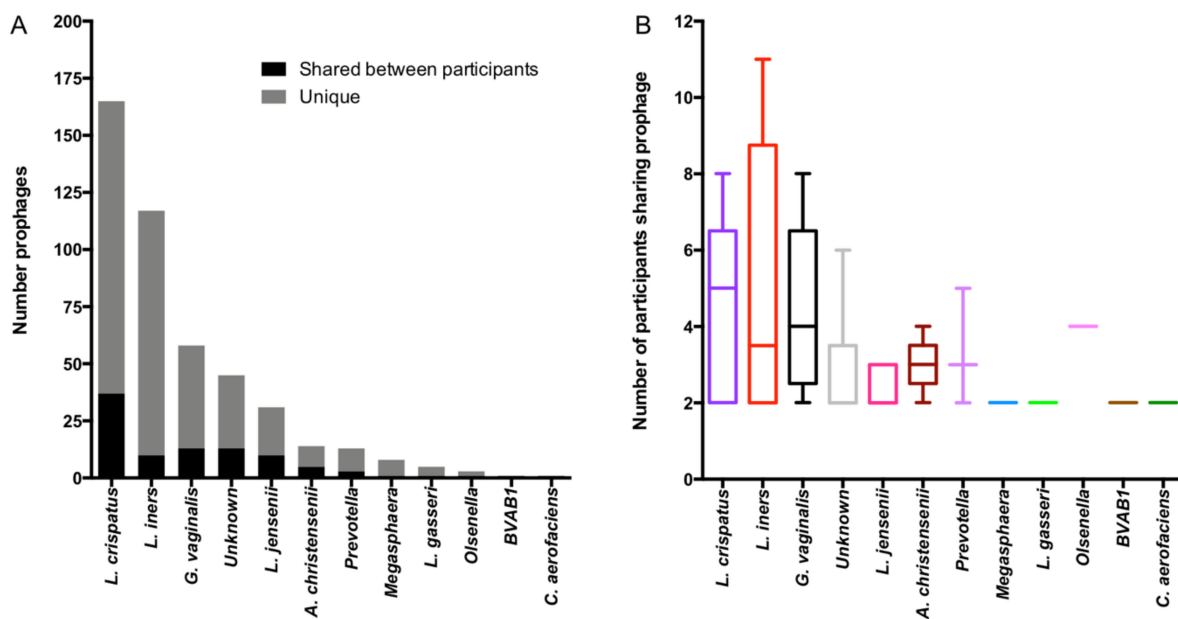 A
Number prophages
200
175
150
125
100
75
50
25
0
Shared between participants
Unique
L. crispatus
L. iners
G. vaginalis
Unknown
L. jensenii
A. christensenii
Prevotella
Megasphaera
L. gasseri
Olsenella
BVAB1
C. aerofaciens
B
Number of participants sharing prophage
12
10
8
6
4
2
0
L. crispatus
L. iners
G. vaginalis
Unknown
L. jensenii
A. christensenii
Prevotella
Megasphaera
L. gasseri
Olsenella
BVAB1
C. aerofaciens